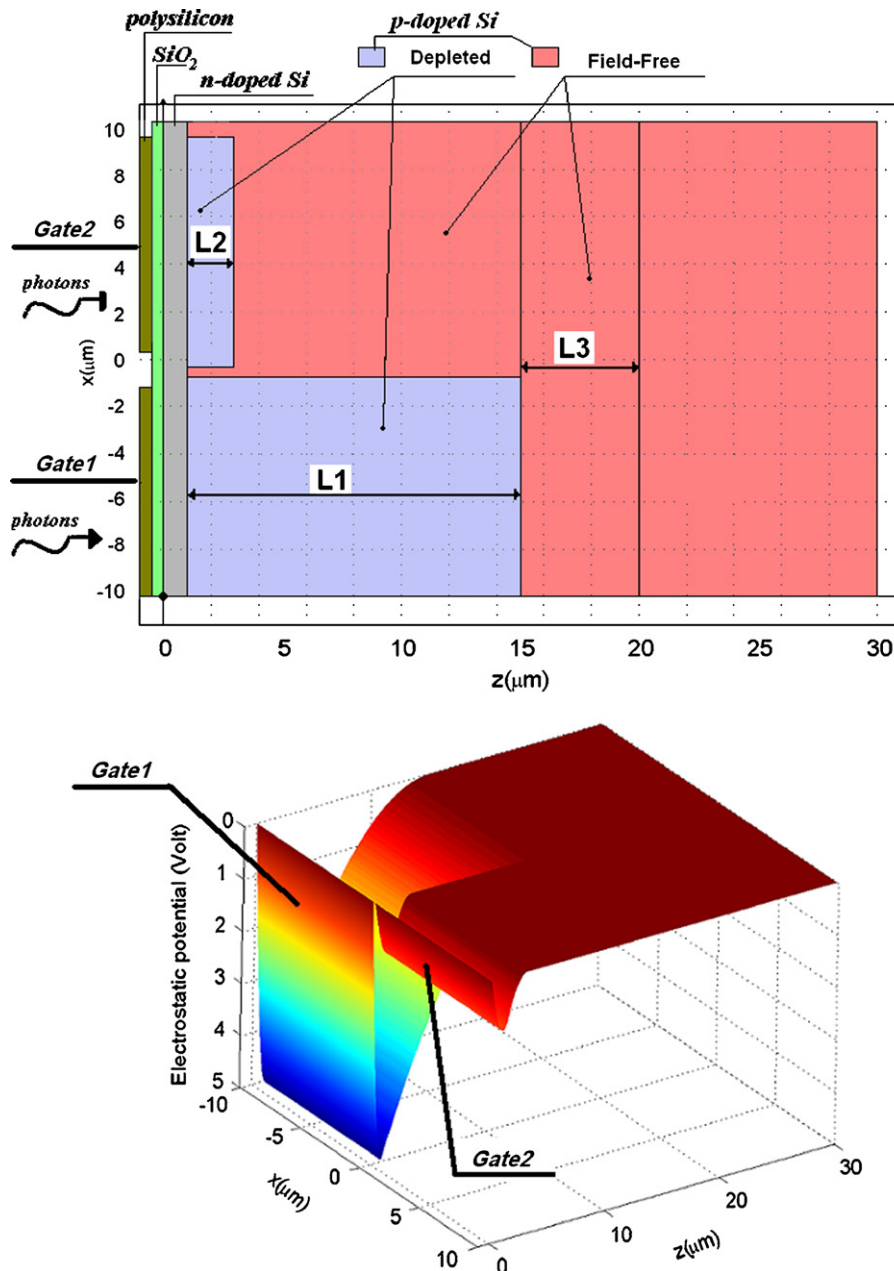 polysilicon
SiO2
n-doped Si
p-doped Si
Depleted
Field-Free
10
8
6
4
2
0
-2
-4
-6
-8
-10
x(μm)
Gate2
photons
Gate1
photons
L2
L3
L1
0 5 10 15 20 25 30
z(μm)
Gate1
Electrostatic potential (Volt)
0
1
2
3
4
5
-10
-5
0
5
10
x(μm)
Gate2
0
10
20
30
z(μm)